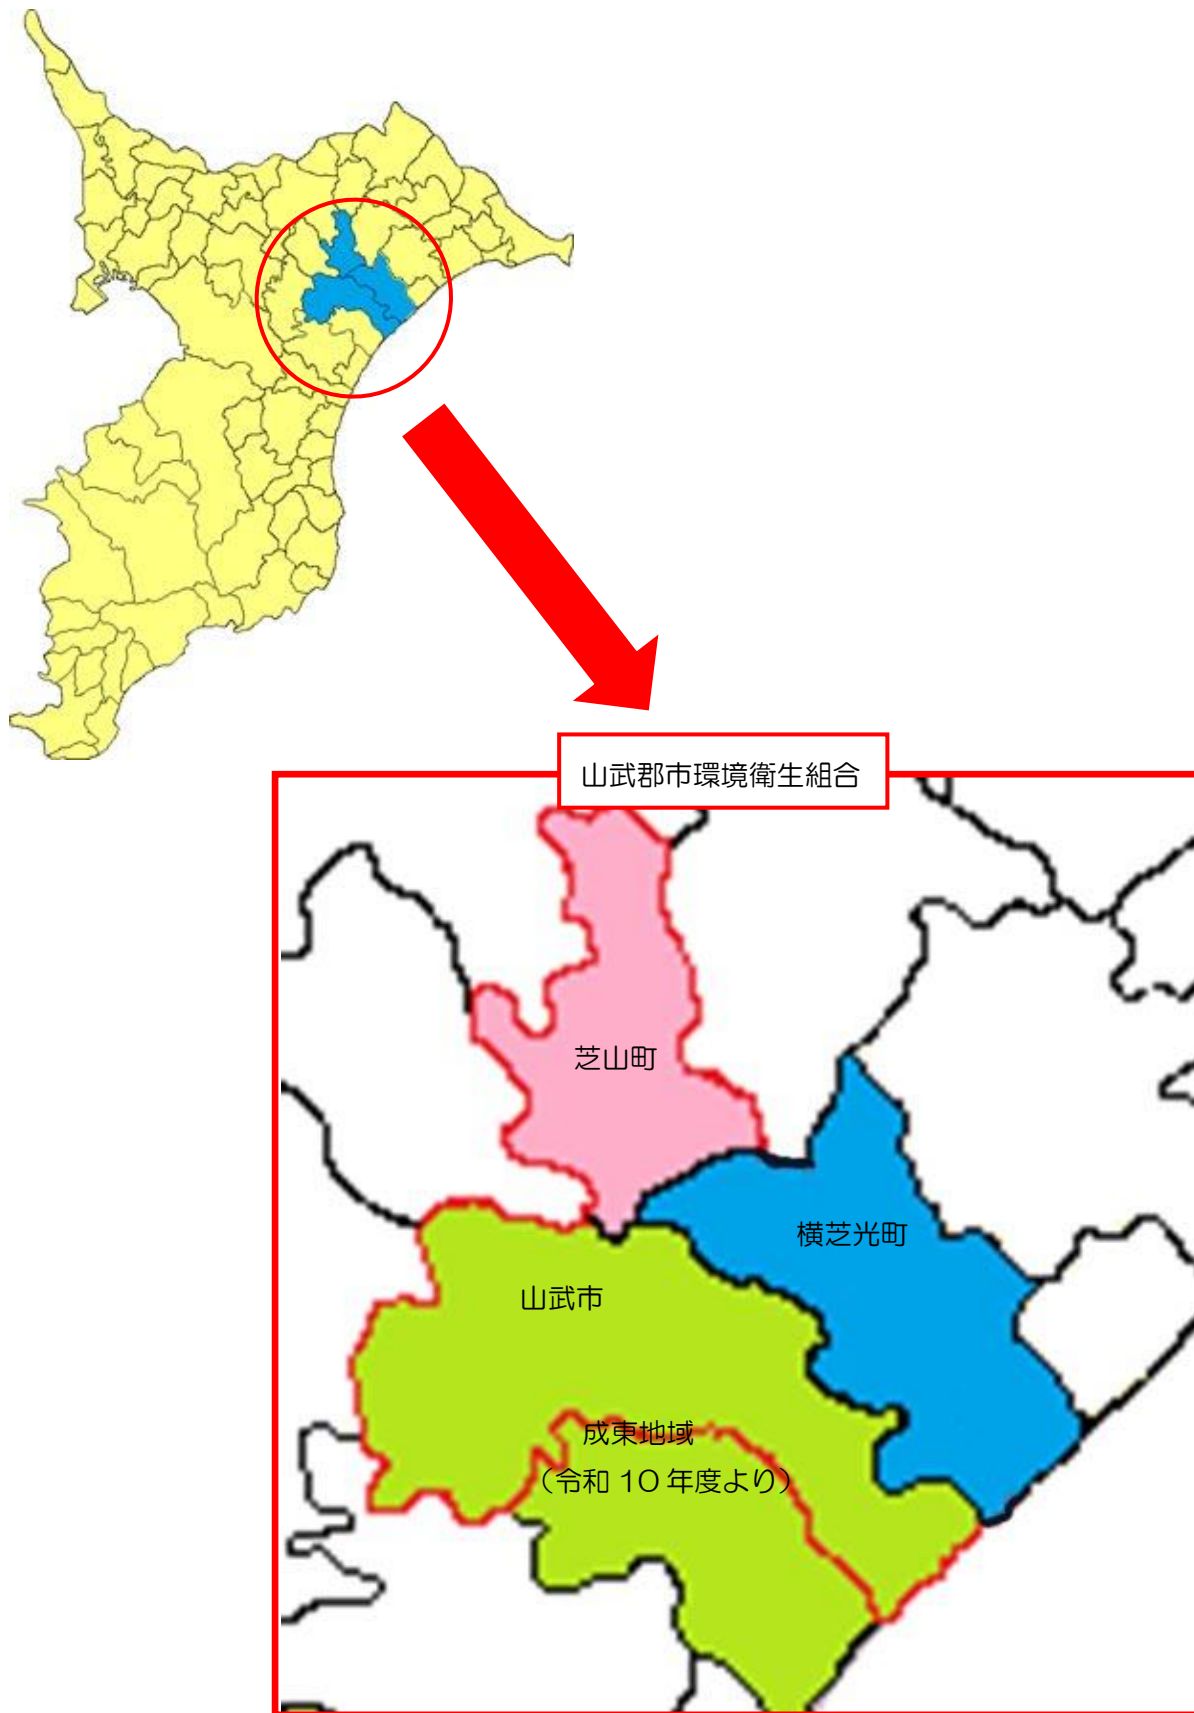 山武郡市環境衛生組合
芝山町
横芝光町
山武市
成東地域
（令和 10 年度より）